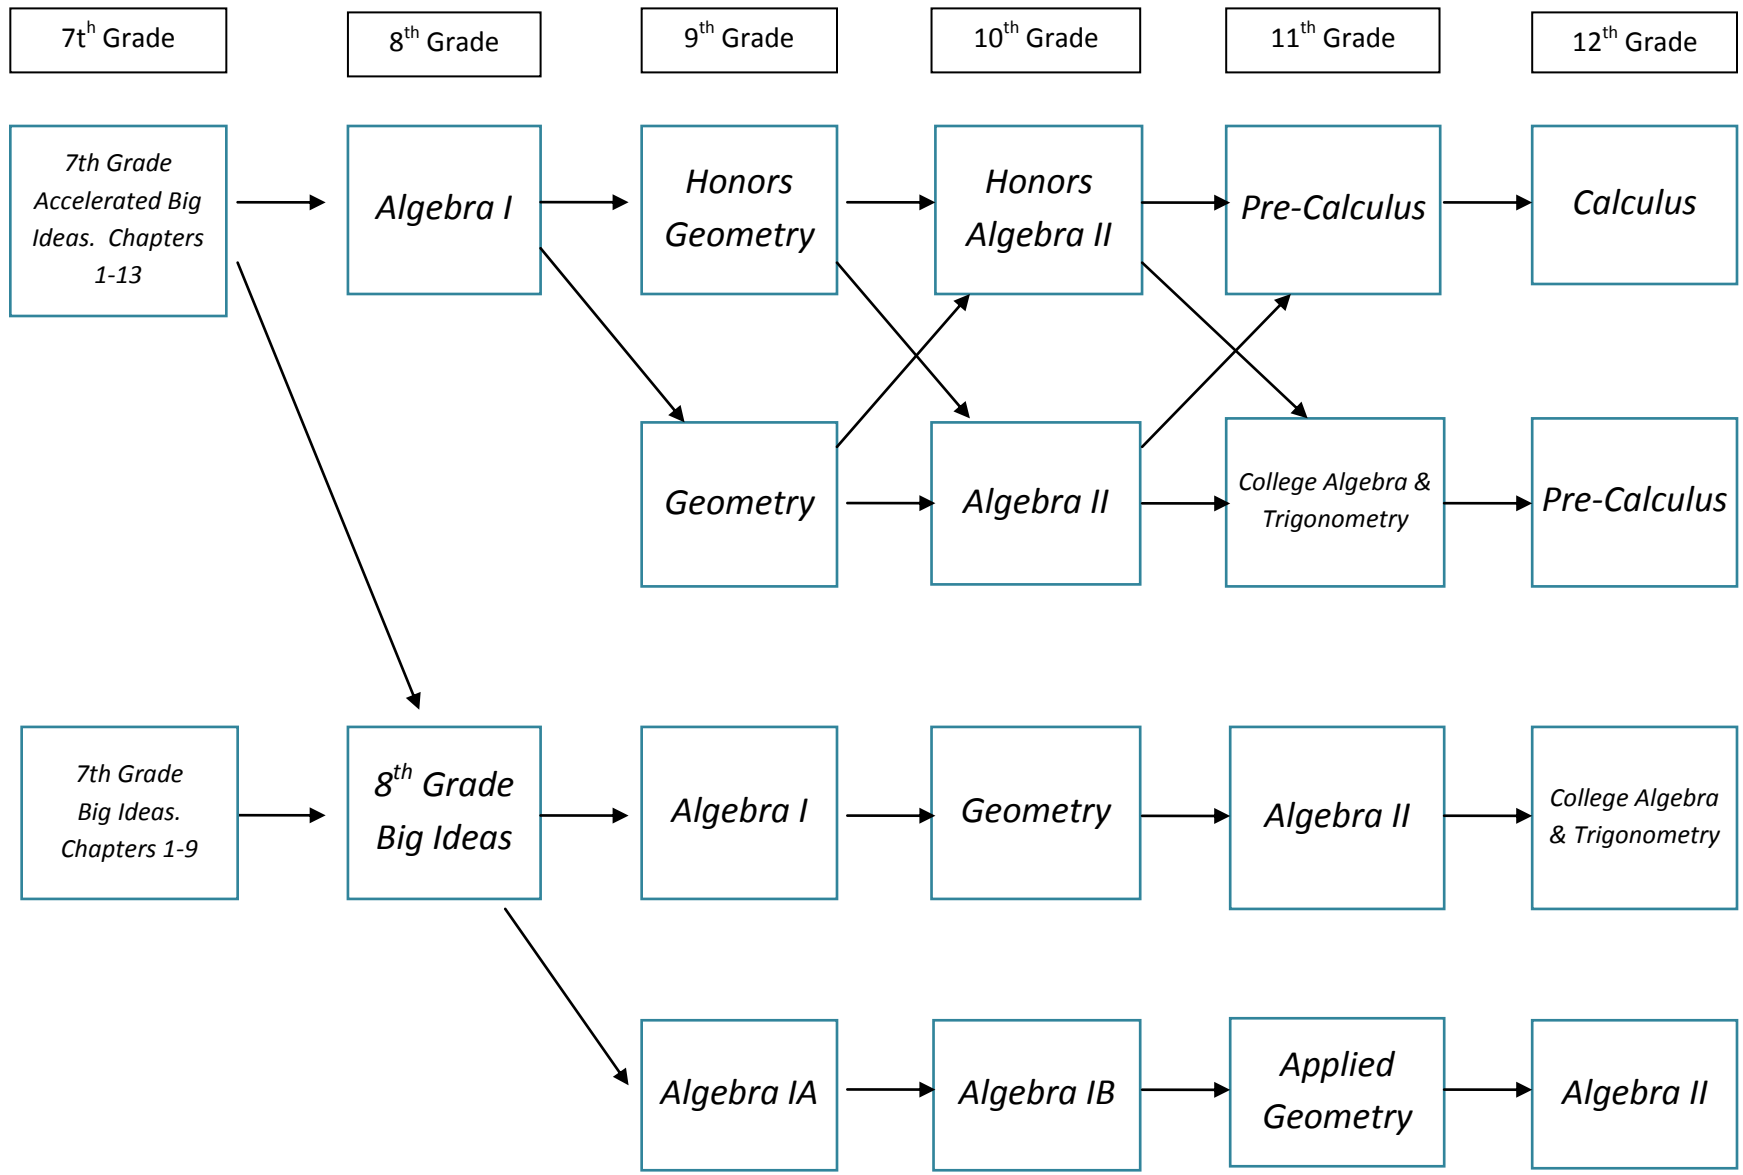 7tʰ Grade
8ᵗʰ Grade
9ᵗʰ Grade
10ᵗʰ Grade
11ᵗʰ Grade
12ᵗʰ Grade
7th Grade
Accelerated Big
Ideas. Chapters
1-13
Algebra I
Honors
Geometry
Honors
Algebra II
Pre-Calculus
Calculus
Geometry
Algebra II
College Algebra &
Trigonometry
Pre-Calculus
7th Grade
Big Ideas.
Chapters 1-9
8ᵗʰ Grade
Big Ideas
Algebra I
Geometry
Algebra II
College Algebra
& Trigonometry
Algebra IA
Algebra IB
Applied
Geometry
Algebra II